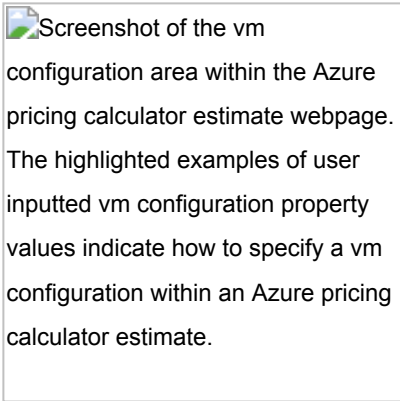 Screenshot of the vm
configuration area within the Azure
pricing calculator estimate webpage.
The highlighted examples of user
inputted vm configuration property
values indicate how to specify a vm
configuration within an Azure pricing
calculator estimate.